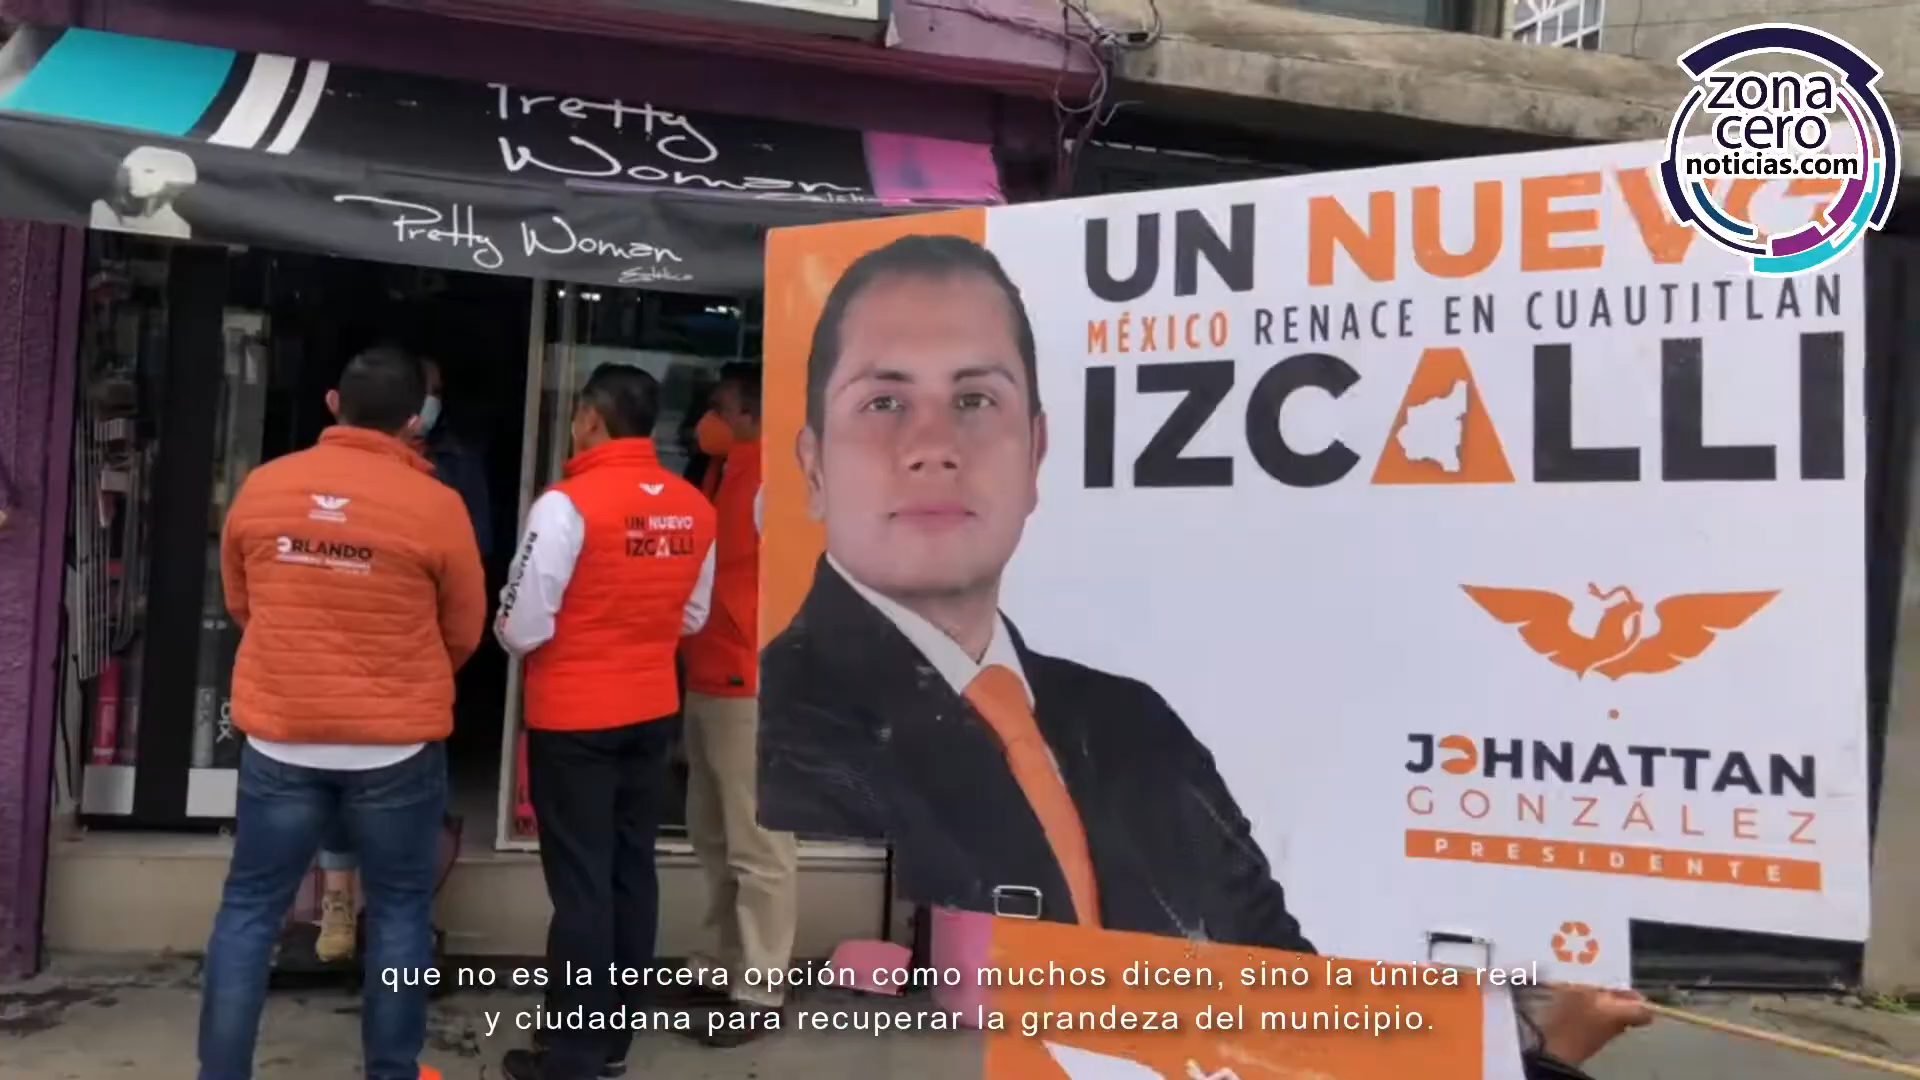 zona
cero
noticias.com
Pretty
Woman
Pretty Woman
Estética
UN NUEVO
MÉXICO RENACE EN CUAUTITLÁN
IZCALLI
ORLANDO
UN NUEVO
IZCALLI
JOHNATTAN
GONZÁLEZ
PRESIDENTE
que no es la tercera opción como muchos dicen, sino la única real
y ciudadana para recuperar la grandeza del municipio.